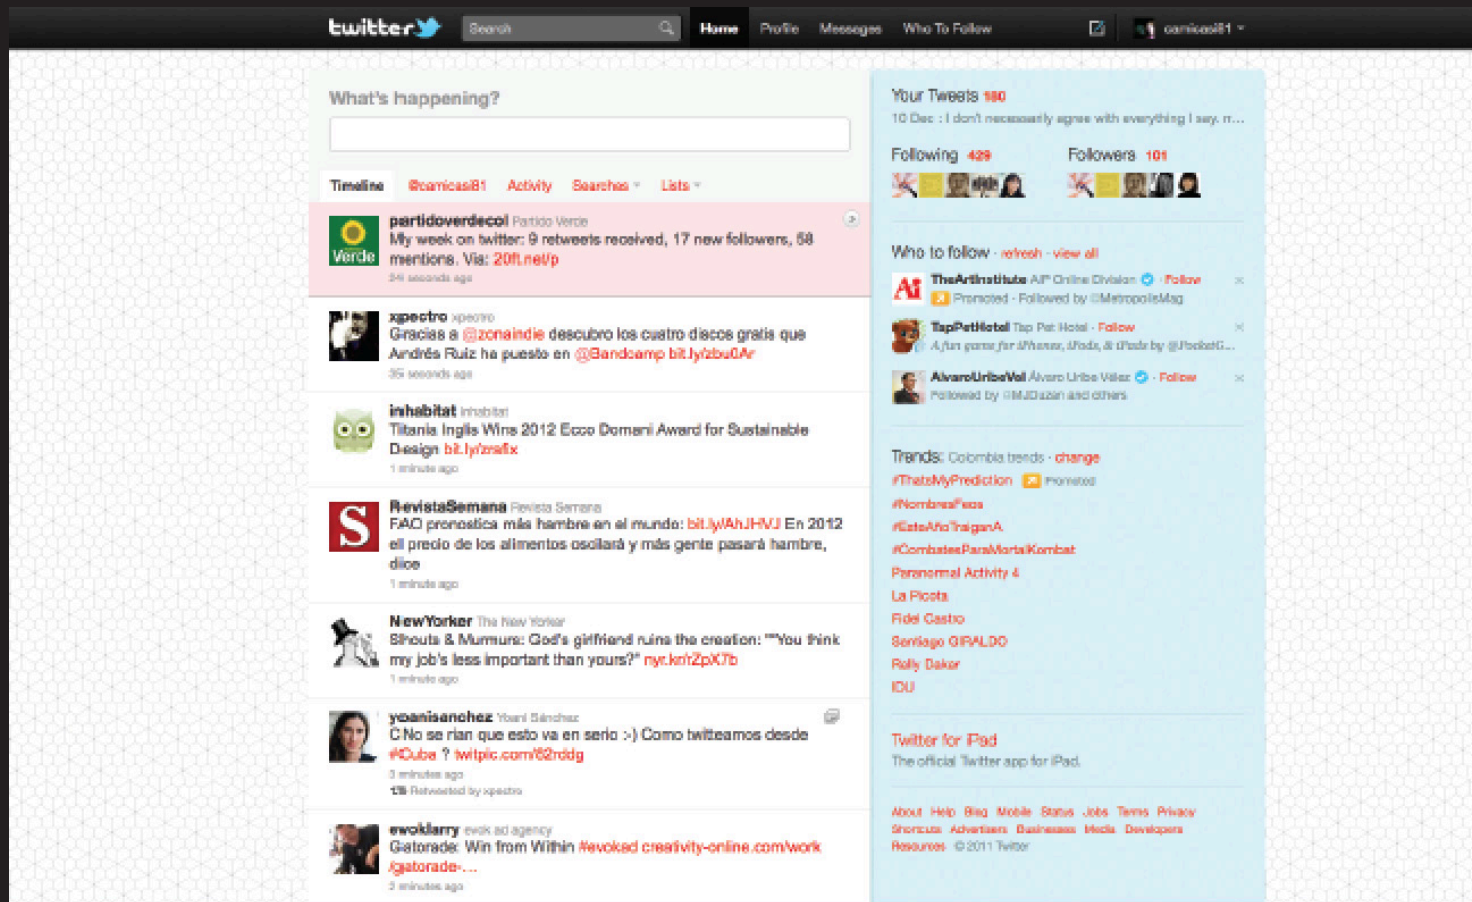 twitter Search Home Profile Messages Who To Follow camicasi81
What's happening?
Timeline @camicasi81 Activity Searches Lists
partidoverdecol Partido Verde
My week on twitter: 9 retweets received, 17 new followers, 58
mentions. Via: 20ft.net/p
24 seconds ago
Verde
xpectro xpectro
Gracias a @zonaindie descubro los cuatro discos gratis que
Andrés Ruiz ha puesto en @Bandcamp bit.ly/zbu0Ar
35 seconds ago
inhabitat Inhabitat
Titania Inglis Wins 2012 Ecco Domani Award for Sustainable
Design bit.ly/zrafix
1 minute ago
S
RevistaSemana Revista Semana
FAO pronostica más hambre en el mundo: bit.ly/AhJHVJ En 2012
el precio de los alimentos oscilará y más gente pasará hambre,
dice
1 minute ago
NewYorker The New Yorker
Shouts & Murmurs: God's girlfriend ruins the creation: ""You think
my job's less important than yours?" nyr.kr/rZpX7b
1 minute ago
yoanisanchez Yoani Sánchez
C No se rian que esto va en serio :-) Como twitteamos desde
#Cuba ? twitpic.com/62rddg
2 minutes ago
Retweeted by xpectro
evoklarry evok ad agency
Gatorade: Win from Within #evokad creativity-online.com/work
/gatorade-...
2 minutes ago
Your Tweets 180
10 Dec : I don't necessarily agree with everything I say. m...
Following 429 Followers 101
Who to follow · refresh · view all
Ai
TheArtInstitute AiP Online Division · Follow ×
Promoted · Followed by @MetropolisMag
TapPetHotel Tap Pet Hotel · Follow ×
A fun game for iPhones, iPods, & iPads by @PocketG...
AlvaroUribeVel Álvaro Uribe Vélez · Follow ×
Followed by @MJDuzan and others
Trends: Colombia trends · change
#ThatsMyPrediction Promoted
#NombresFeos
#EsteAñoTraiganA
#CombatesParaMortalKombat
Paranormal Activity 4
La Picota
Fidel Castro
Santiago GIRALDO
Rally Dakar
IDU
Twitter for iPad
The official Twitter app for iPad.
About Help Blog Mobile Status Jobs Terms Privacy
Shortcuts Advertisers Businesses Media Developers
Resources © 2011 Twitter